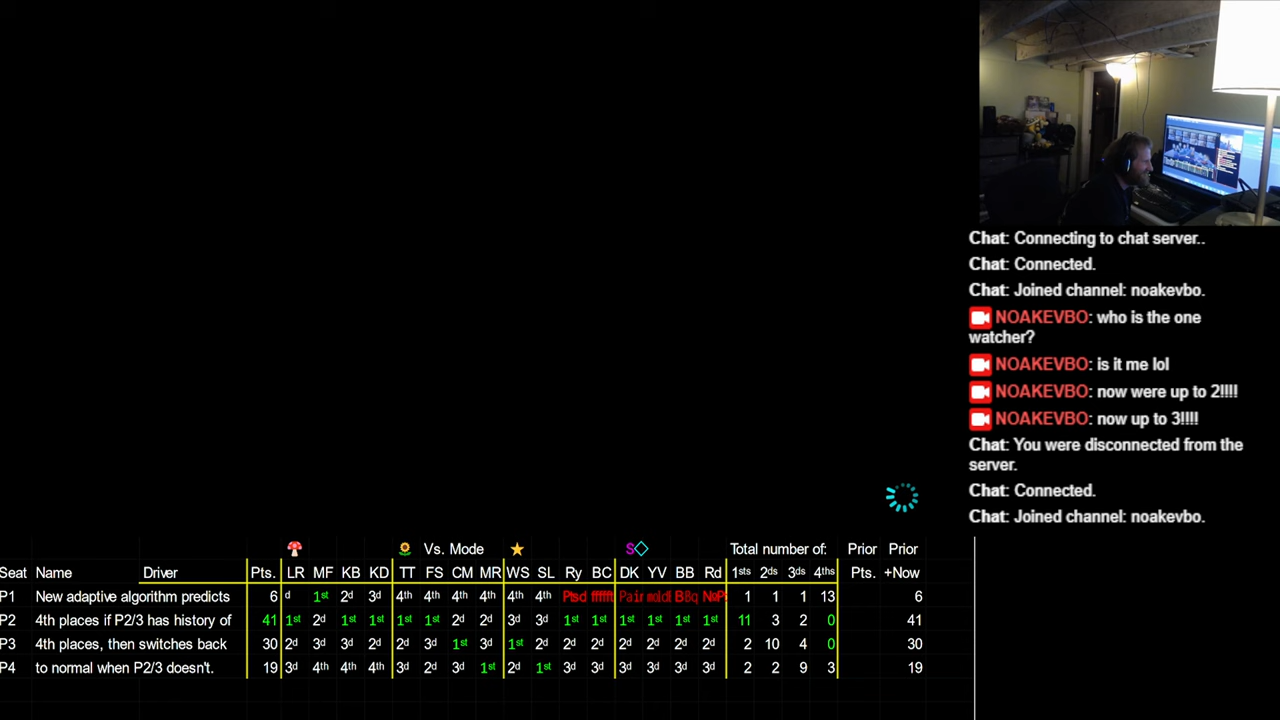 Chat: Connecting to chat server..
Chat: Connected.
Chat: Joined channel: noakevbo.
NOAKEVBO: who is the one
watcher?
NOAKEVBO: is it me lol
NOAKEVBO: now were up to 2!!!!
NOAKEVBO: now up to 3!!!!
Chat: You were disconnected from the
server.
Chat: Connected.
Chat: Joined channel: noakevbo.
Vs. Mode S Total number of: Prior Prior
Seat Name Driver Pts. LR MF KB KD TT FS CM MR WS SL Ry BC DK YV BB Rd 1sts 2ds 3ds 4ths Pts. +Now
P1 New adaptive algorithm predicts 6 d 1st 2d 3d 4th 4th 4th 4th 4th 4th 1 1 1 13 6
P2 4th places if P2/3 has history of 41 1st 2d 1st 1st 1st 1st 2d 2d 3d 3d 1st 1st 1st 1st 1st 1st 11 3 2 0 41
P3 4th places, then switches back 30 2d 3d 3d 2d 2d 3d 1st 3d 1st 2d 2d 2d 2d 2d 2d 2d 2 10 4 0 30
P4 to normal when P2/3 doesn't. 19 3d 4th 4th 4th 3d 2d 3d 1st 2d 1st 3d 3d 3d 3d 3d 3d 2 2 9 3 19